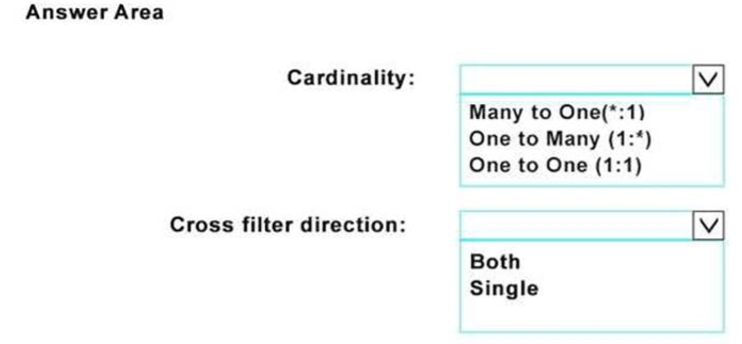 Answer Area
Cardinality:
Many to One(*:1)
One to Many (1:*)
One to One (1:1)
Cross filter direction:
Both
Single